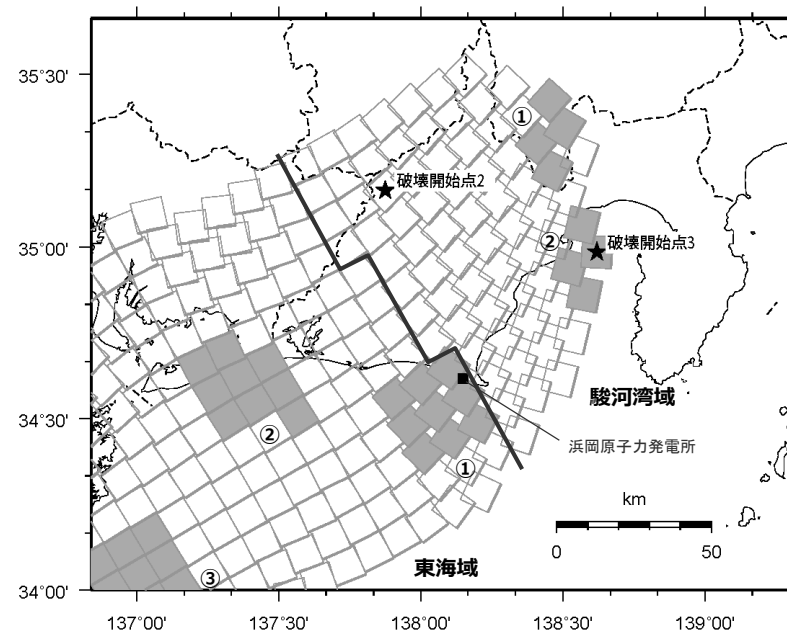 35°30'
①
破壊開始点2
35°00'
②
破壊開始点3
駿河湾域
34°30'
②
浜岡原子力発電所
①
km
0
50
東海域
③
34°00'
137°00'
137°30'
138°00'
138°30'
139°00'